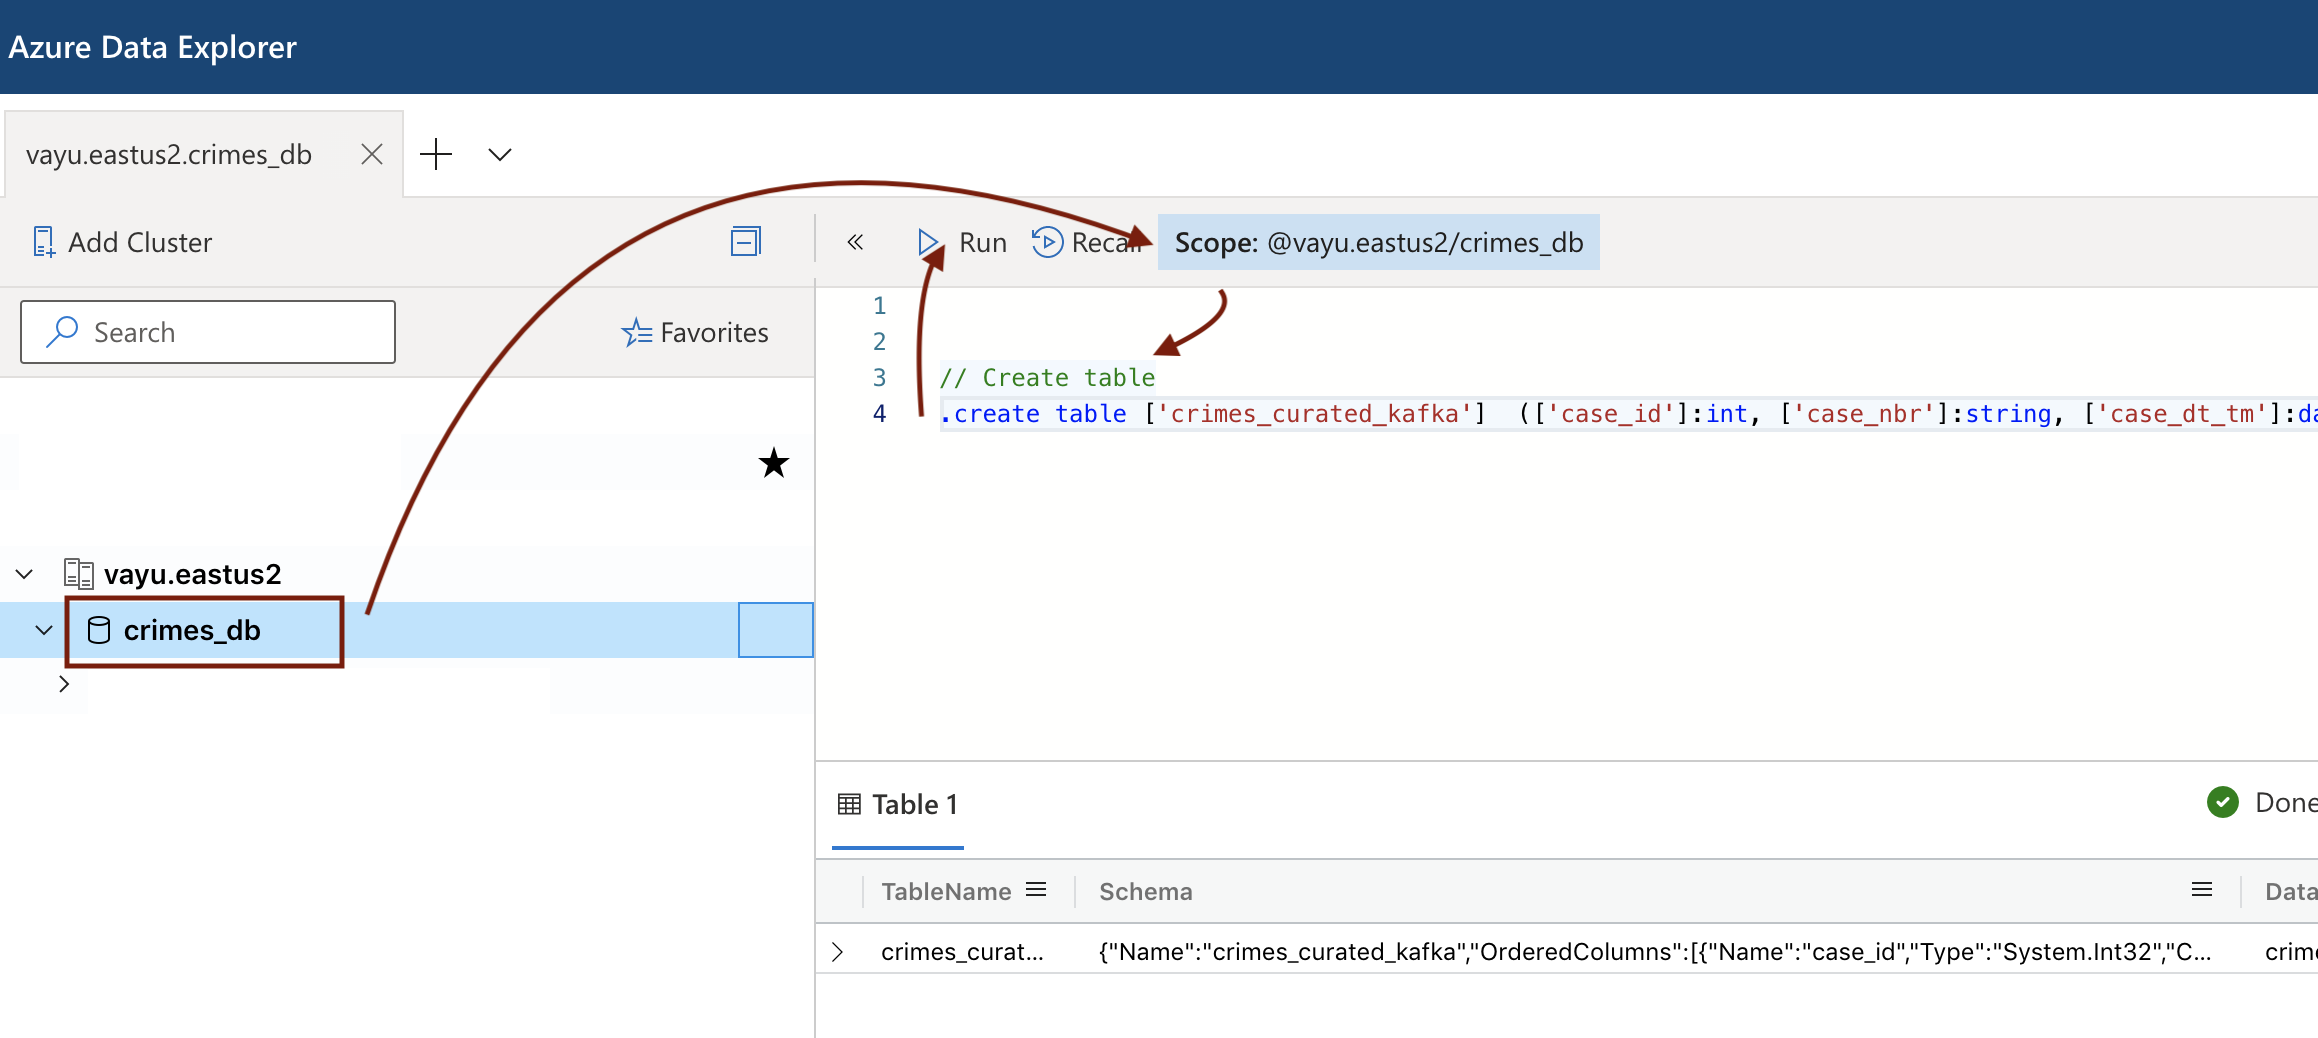 Azure Data Explorer
vayu.eastus2.crimes_db
Add Cluster
Run Recall Scope: @vayu.eastus2/crimes_db
Search Favorites
1
2
3 // Create table
4 .create table ['crimes_curated_kafka'] (['case_id']:int, ['case_nbr']:string, ['case_dt_tm']:da
vayu.eastus2
crimes_db
Table 1 Done
TableName Schema Data
crimes_curat... {"Name":"crimes_curated_kafka","OrderedColumns":[{"Name":"case_id","Type":"System.Int32","C... crime